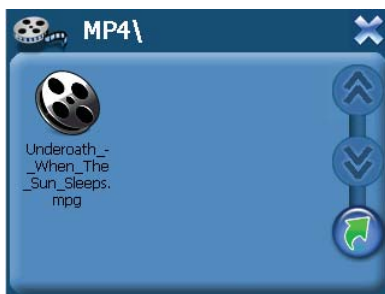 MP4\
Underoath_-
_When_The
_Sun_Sleeps.
mpg